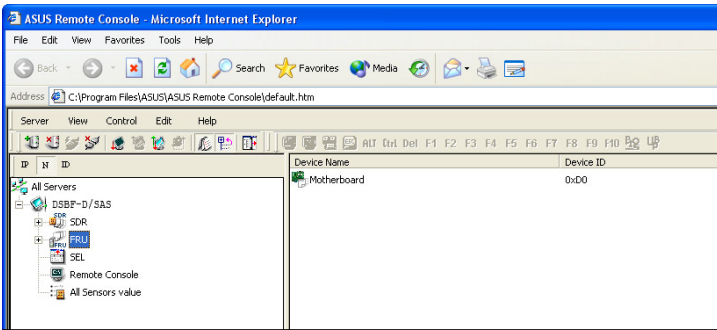 ASUS Remote Console - Microsoft Internet Explorer
File Edit View Favorites Tools Help
Back Search Favorites Media
Address C:\Program Files\ASUS\ASUS Remote Console\default.htm
Server View Control Edit Help
ALT Ctrl Del F1 F2 F3 F4 F5 F6 F7 F8 F9 F10
IP N ID
Device Name Device ID
Motherboard 0xD0
All Servers
DSBF-D/SAS
SDR SDR
FRU FRU
SEL
Remote Console
All Sensors value